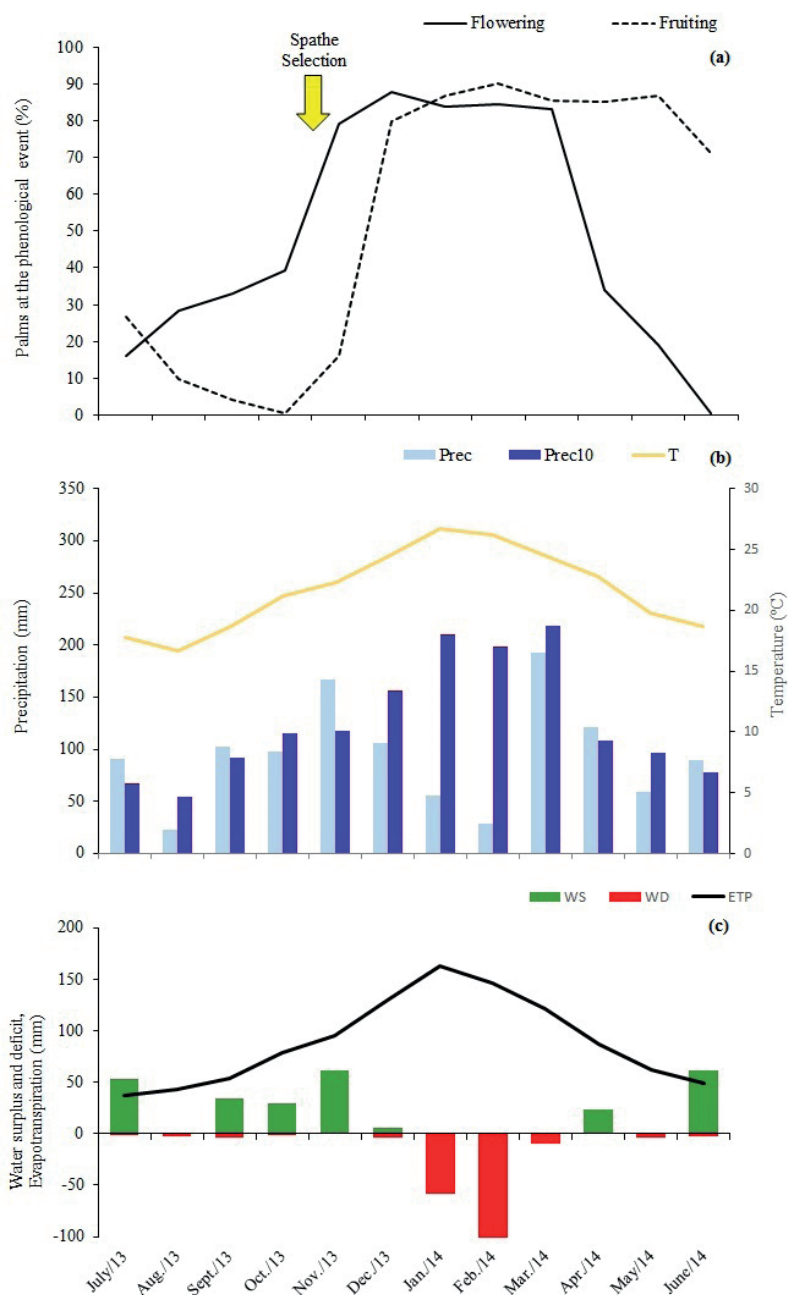 Flowering
Fruiting
(a)
Spathe
Selection
Palms at the phenological event (%)
100
90
80
70
60
50
40
30
20
10
0
Prec
Prec10
T
(b)
Precipitation (mm)
350
300
250
200
150
100
50
0
30
25
20
15
10
5
0
Temperature (ºC)
WS
WD
ETP
(c)
Water surplus and deficit,
Evapotranspiration (mm)
200
150
100
50
0
-50
-100
July/13
Aug./13
Sept./13
Oct./13
Nov./13
Dec./13
Jan./14
Feb./14
Mar./14
Apr./14
May/14
June/14